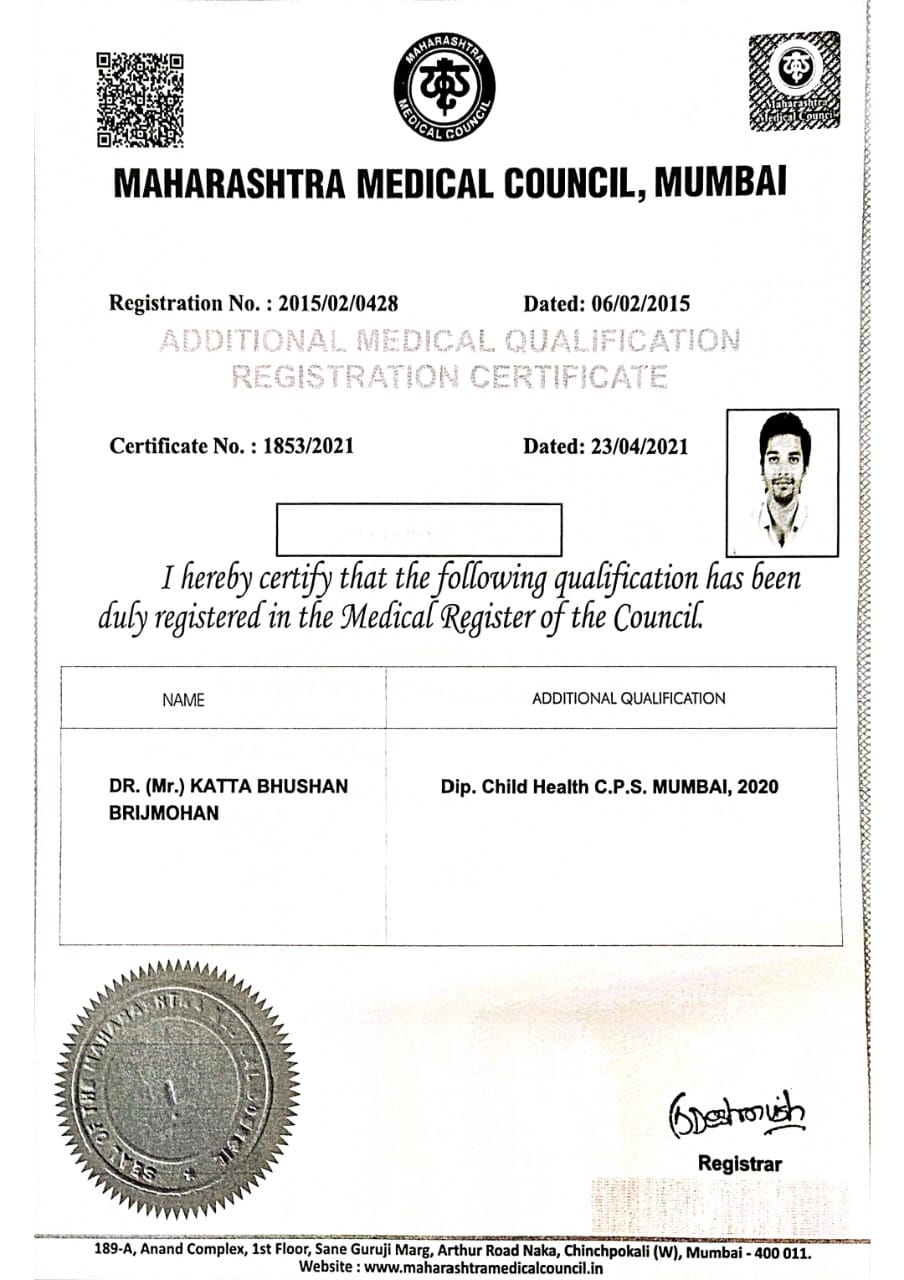 MAHARASHTRA
MEDICAL COUNCIL
Maharashtra
Medical Council
MAHARASHTRA MEDICAL COUNCIL, MUMBAI
Registration No. : 2015/02/0428 Dated: 06/02/2015
ADDITIONAL MEDICAL QUALIFICATION
REGISTRATION CERTIFICATE
Certificate No. : 1853/2021 Dated: 23/04/2021
I hereby certify that the following qualification has been
duly registered in the Medical Register of the Council.
NAME ADDITIONAL QUALIFICATION
DR. (Mr.) KATTA BHUSHAN Dip. Child Health C.P.S. MUMBAI, 2020
BRIJMOHAN
SEAL OF THE MAHARASHTRA MEDICAL COUNCIL
Registrar
189-A, Anand Complex, 1st Floor, Sane Guruji Marg, Arthur Road Naka, Chinchpokali (W), Mumbai - 400 011.
Website : www.maharashtramedicalcouncil.in